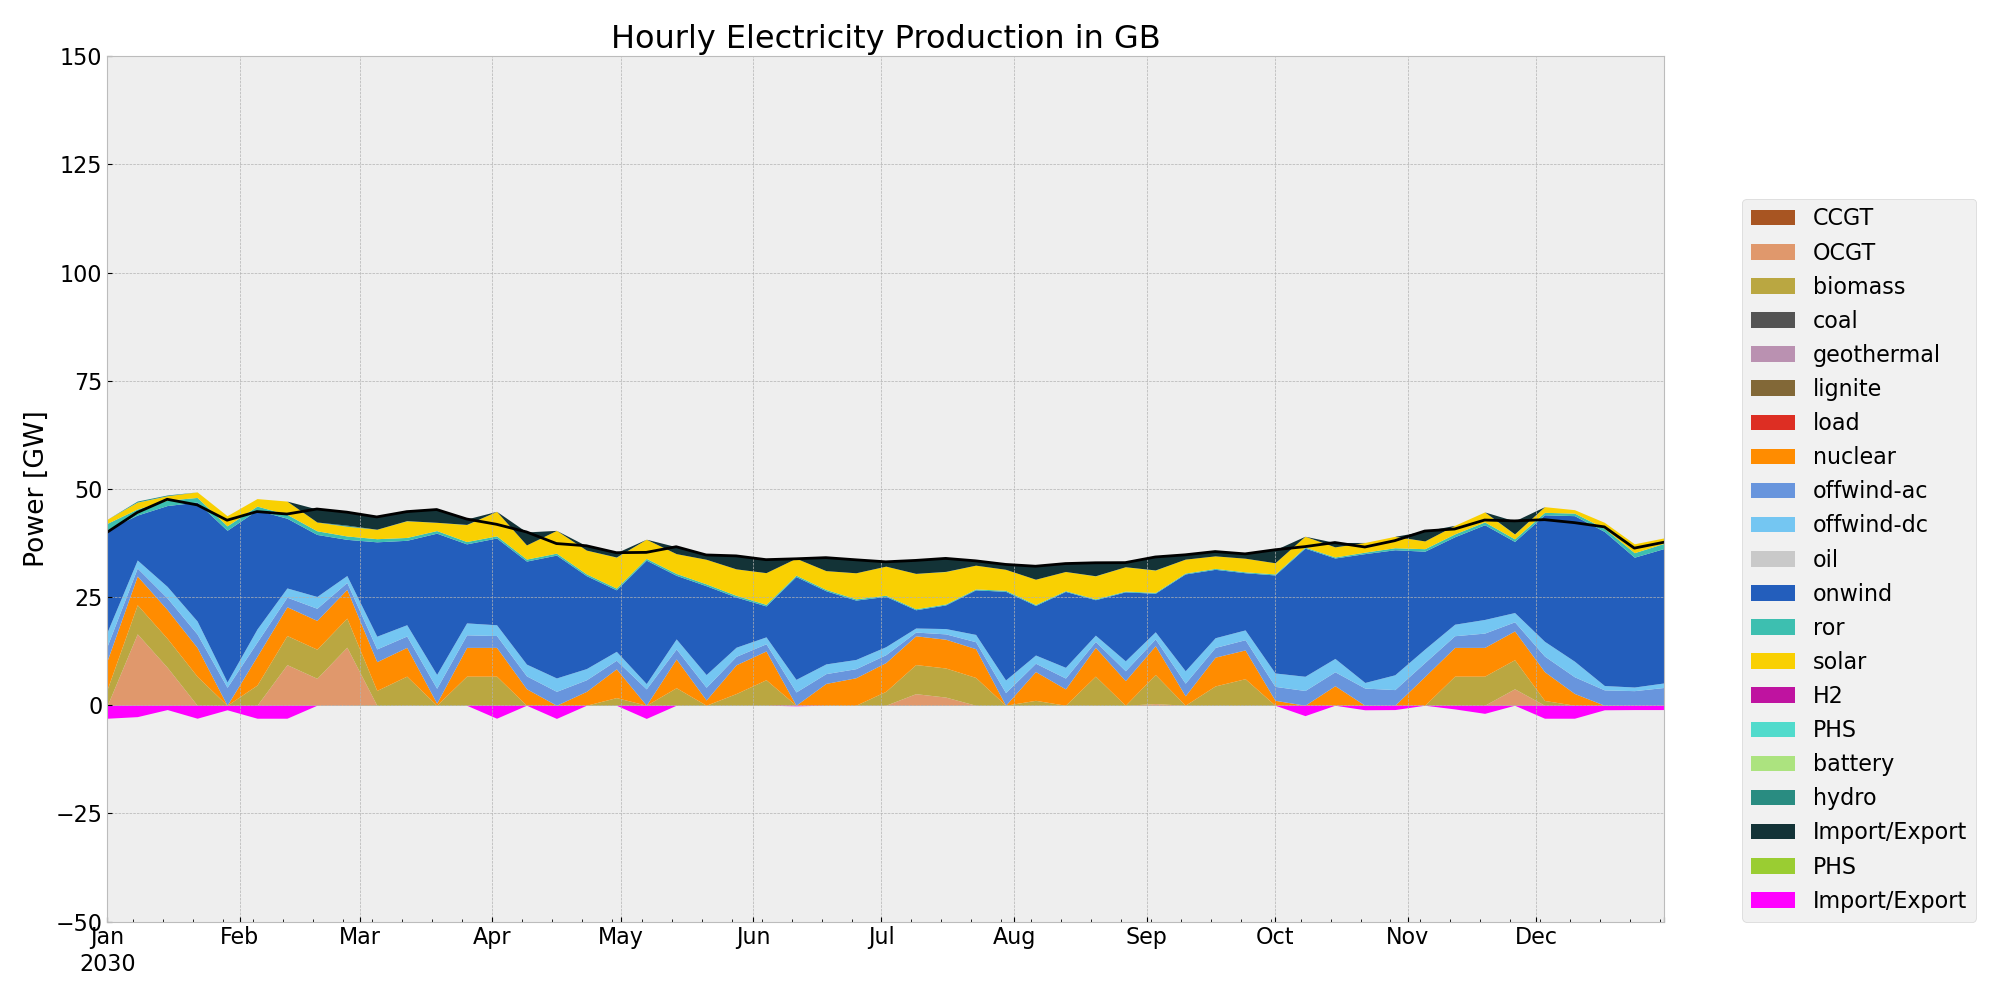 Hourly Electricity Production in GB
Power [GW]
150
125
100
75
50
25
0
−25
−50
Jan Feb Mar Apr May Jun Jul Aug Sep Oct Nov Dec
2030
CCGT
OCGT
biomass
coal
geothermal
lignite
load
nuclear
offwind-ac
offwind-dc
oil
onwind
ror
solar
H2
PHS
battery
hydro
Import/Export
PHS
Import/Export